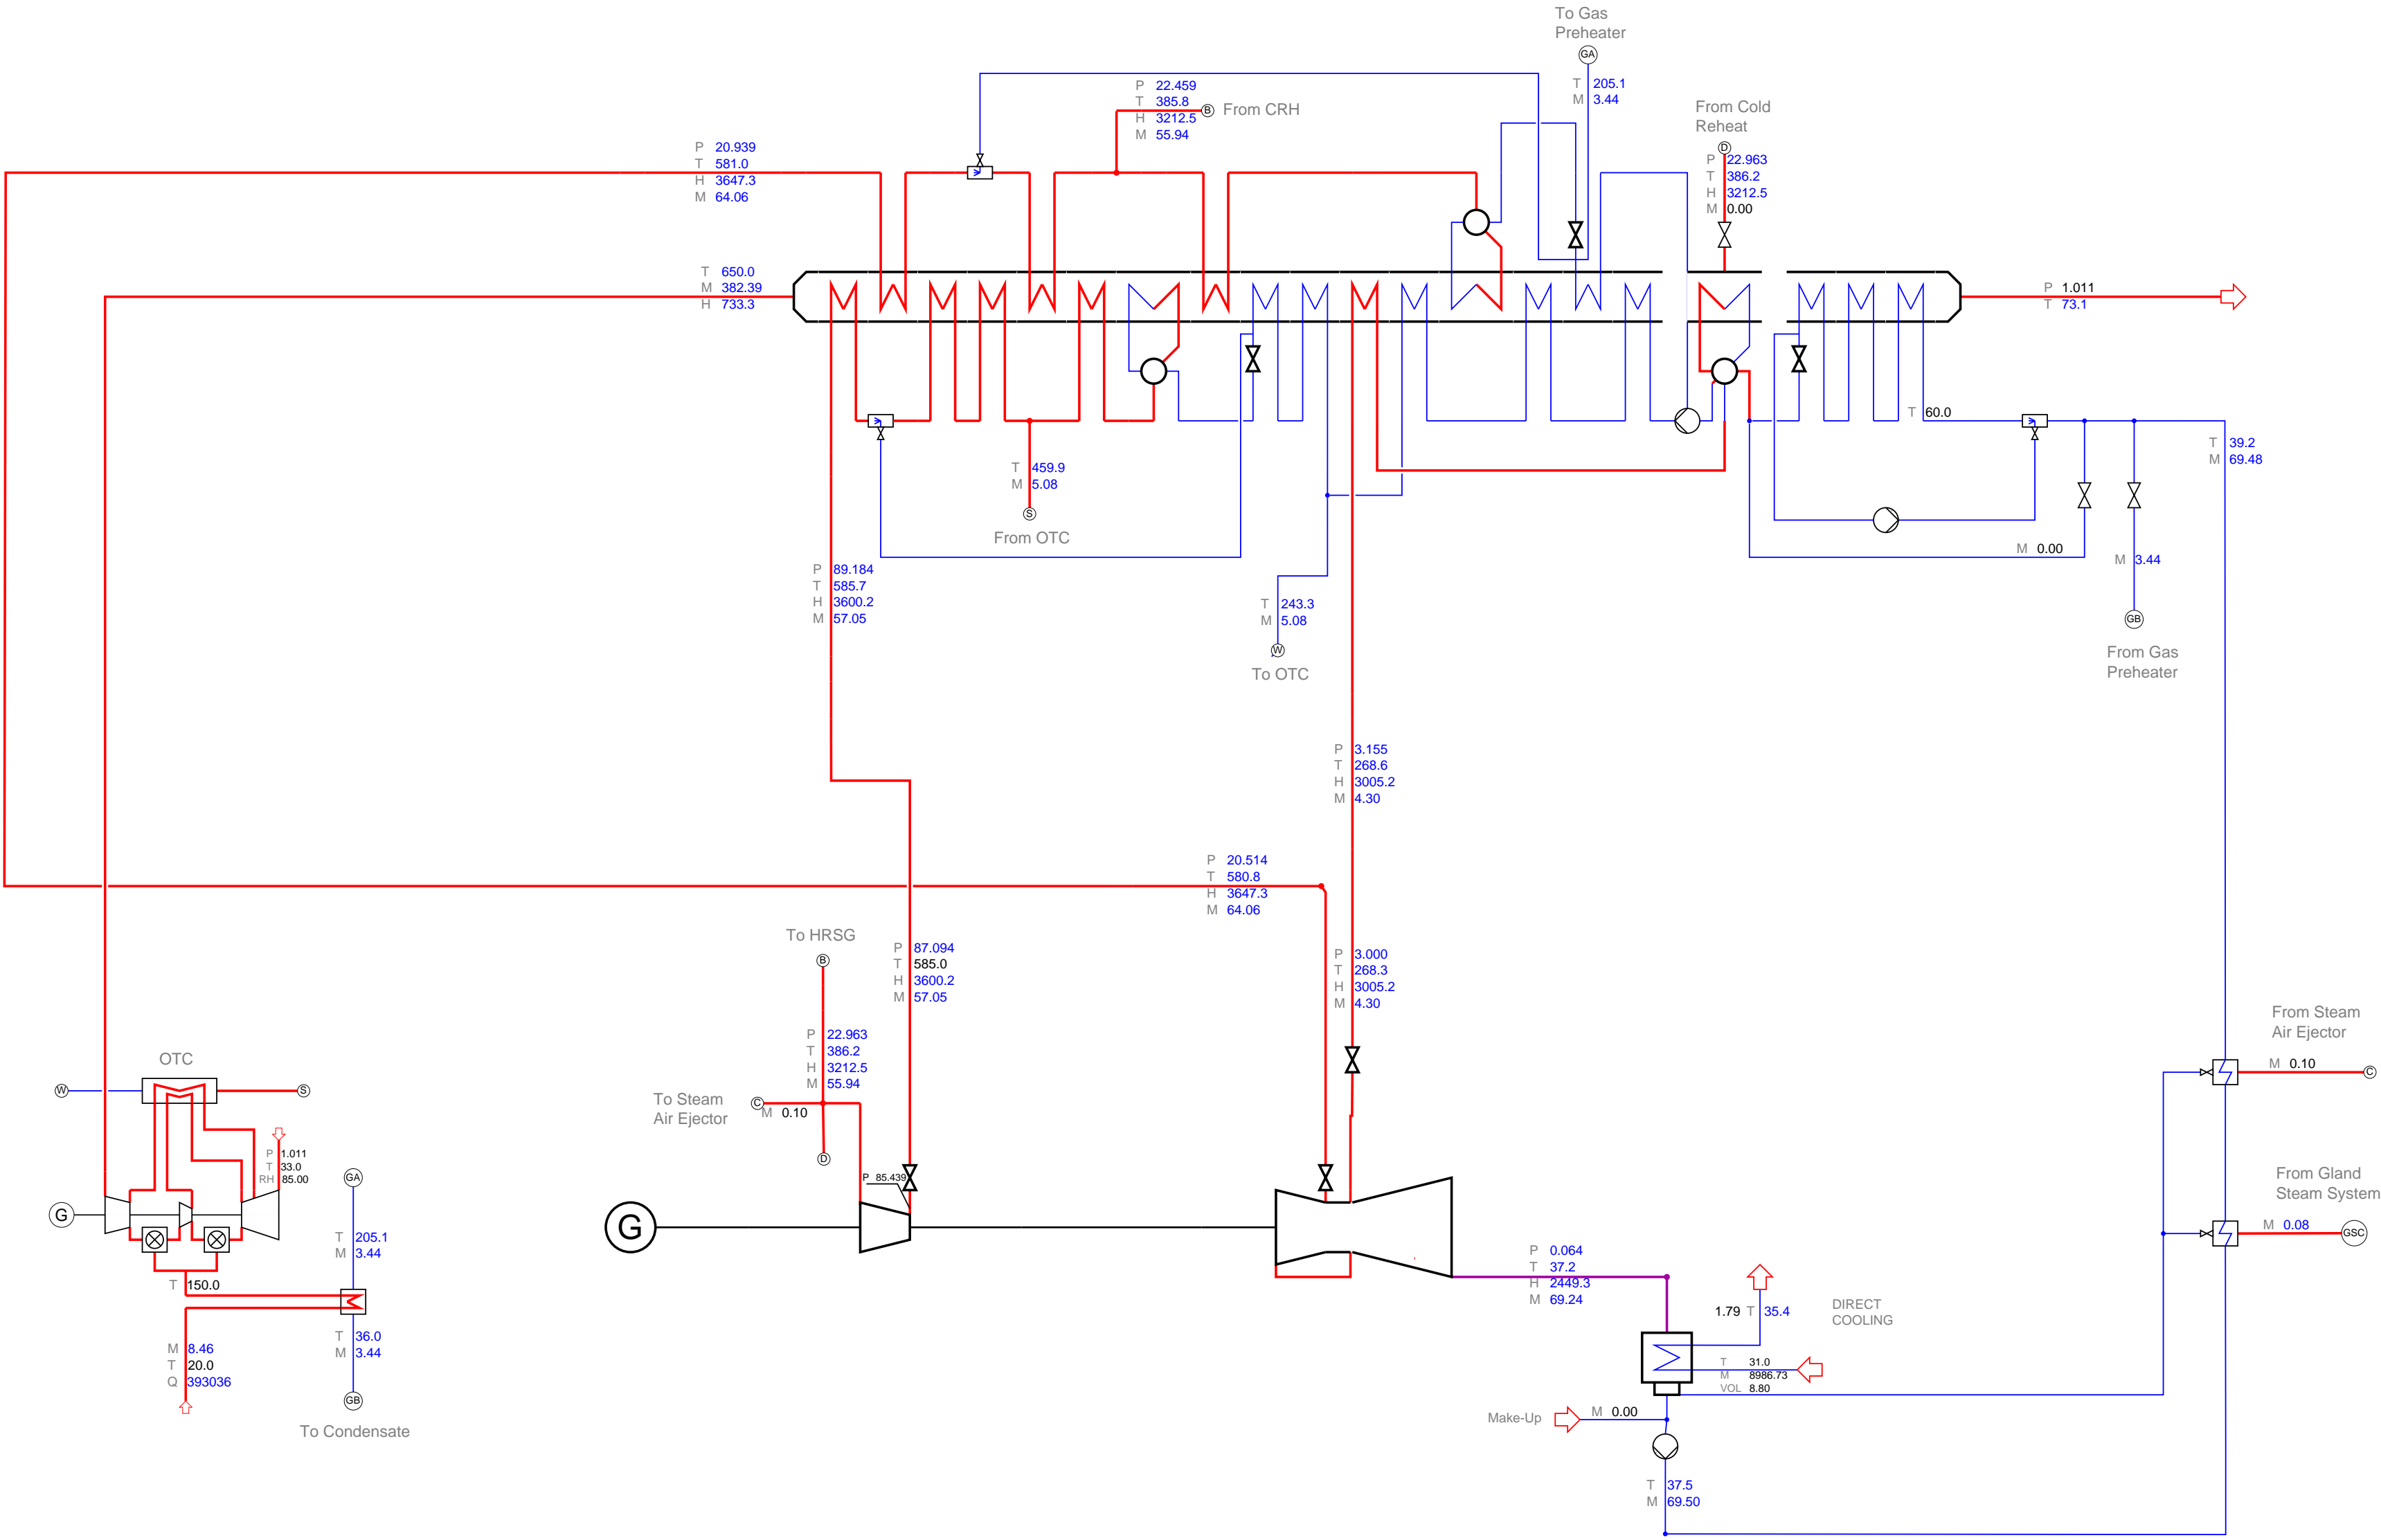 To Gas
Preheater
GA
T 205.1
M 3.44
P 22.459
T 385.8
H 3212.5
M 55.94
B From CRH
From Cold
Reheat
D
P 22.963
T 386.2
H 3212.5
M 0.00
P 20.939
T 581.0
H 3647.3
M 64.06
T 650.0
M 382.39
H 733.3
P 1.011
T 73.1
T 60.0
T 39.2
M 69.48
T 459.9
M 5.08
S
From OTC
M 0.00
M 3.44
GB
From Gas
Preheater
P 89.184
T 585.7
H 3600.2
M 57.05
T 243.3
M 5.08
W
To OTC
P 3.155
T 268.6
H 3005.2
M 4.30
P 20.514
T 580.8
H 3647.3
M 64.06
To HRSG
B
P 87.094
T 585.0
H 3600.2
M 57.05
P 3.000
T 268.3
H 3005.2
M 4.30
P 22.963
T 386.2
H 3212.5
M 55.94
To Steam
Air Ejector
C
M 0.10
D
P 85.439
From Steam
Air Ejector
M 0.10
C
From Gland
Steam System
M 0.08
GSC
OTC
W
S
P 1.011
T 33.0
RH 85.00
GA
G
G
T 205.1
M 3.44
T 150.0
T 36.0
M 3.44
M 8.46
T 20.0
Q 393036
GB
To Condensate
P 0.064
T 37.2
H 2449.3
M 69.24
1.79 T 35.4
DIRECT
COOLING
T 31.0
M 8986.73
VOL 8.80
Make-Up
M 0.00
T 37.5
M 69.50